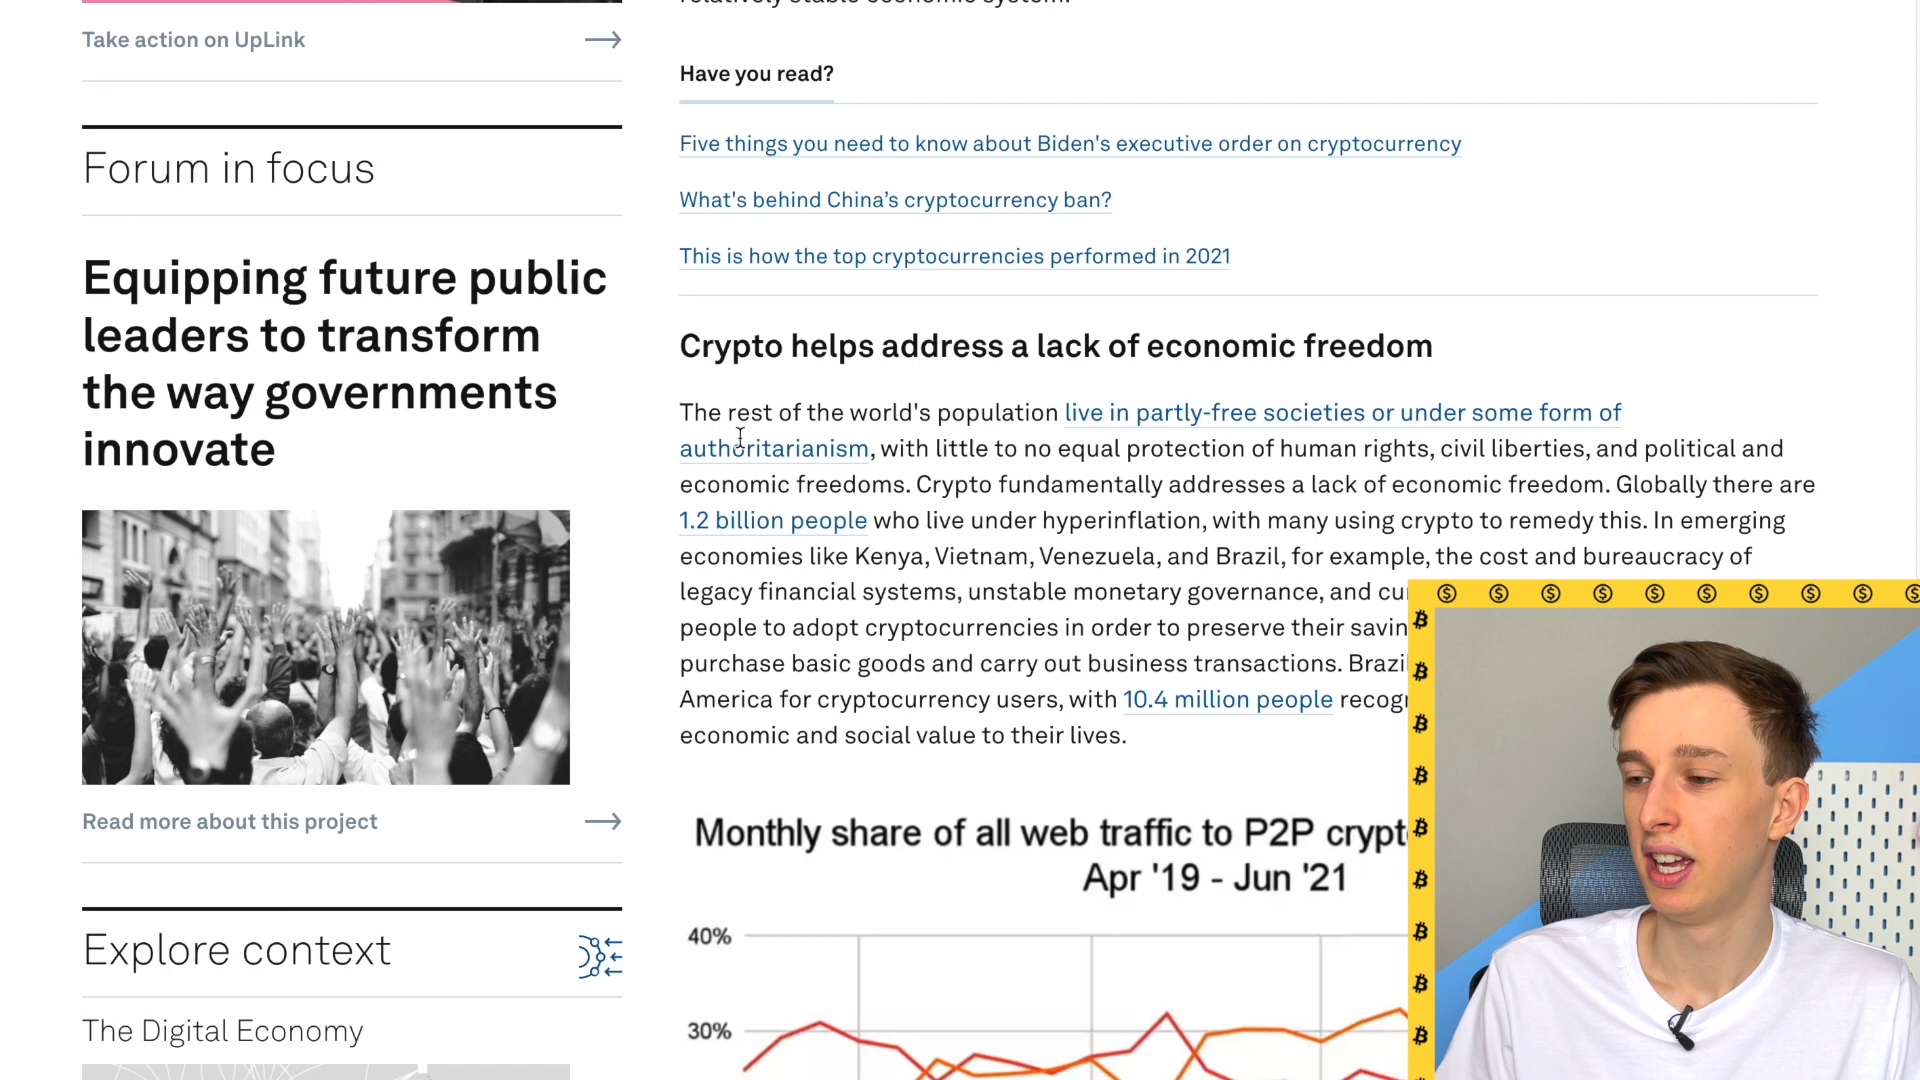 Take action on UpLink
Forum in focus
Equipping future public
leaders to transform
the way governments
innovate
Read more about this project
Explore context
The Digital Economy
Have you read?
Five things you need to know about Biden's executive order on cryptocurrency
What's behind China’s cryptocurrency ban?
This is how the top cryptocurrencies performed in 2021
Crypto helps address a lack of economic freedom
The rest of the world's population live in partly-free societies or under some form of
authoritarianism, with little to no equal protection of human rights, civil liberties, and political and
economic freedoms. Crypto fundamentally addresses a lack of economic freedom. Globally there are
1.2 billion people who live under hyperinflation, with many using crypto to remedy this. In emerging
economies like Kenya, Vietnam, Venezuela, and Brazil, for example, the cost and bureaucracy of
legacy financial systems, unstable monetary governance, and
people to adopt cryptocurrencies in order to preserve their
purchase basic goods and carry out business transactions.
America for cryptocurrency users, with 10.4 million people
economic and social value to their lives.
Monthly share of all web traffic to P2P
Apr '19 - Jun '21
40%
30%